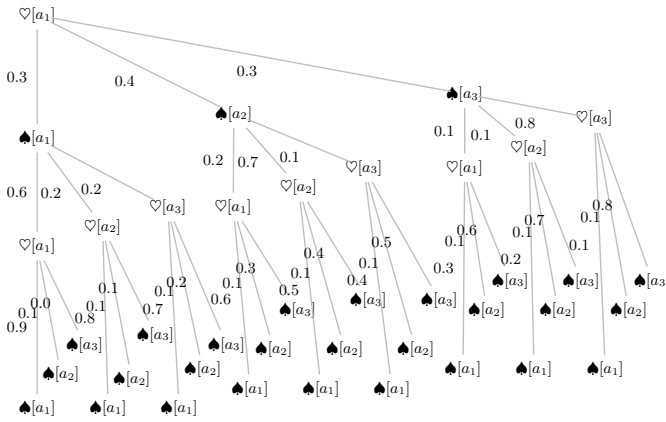 ♡[a₁]
0.3
0.3 0.4
♠[a₃]
♠[a₂] ♡[a₃]
0.8
♠[a₁] 0.1 0.1
♡[a₂]
0.2 0.7 0.1
♡[a₃] ♡[a₁]
0.6 0.2 0.2 ♡[a₂]
♡[a₃] ♡[a₁] 0.8
0.1
♡[a₂] 0.6 0.1 0.7
♡[a₁] 0.5 0.1 0.1
0.4 0.2
0.3 0.1 0.1 0.3
0.1 0.2 0.1 0.4 ♠[a₃] ♠[a₃] ♠[a₃
0.1 0.5
0.0 0.1 0.6 ♠[a₃] ♠[a₃]
0.1 0.7 ♠[a₃] ♠[a₂] ♠[a₂] ♠[a₂]
0.9 0.8
♠[a₃] ♠[a₃] ♠[a₃] ♠[a₂] ♠[a₂] ♠[a₂]
♠[a₂] ♠[a₂] ♠[a₂] ♠[a₁] ♠[a₁] ♠[a₁]
♠[a₁] ♠[a₁] ♠[a₁]
♠[a₁] ♠[a₁] ♠[a₁]